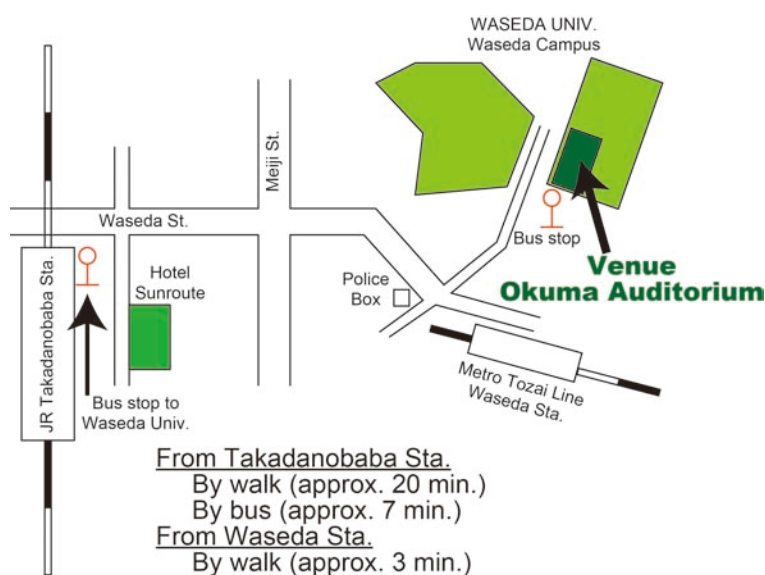 WASEDA UNIV.
Waseda Campus
Meiji St.
Waseda St.
Bus stop
Hotel
Sunroute
Police
Box
Venue
Okuma Auditorium
JR Takadanobaba Sta.
Metro Tozai Line
Waseda Sta.
Bus stop to
Waseda Univ.
From Takadanobaba Sta.
By walk (approx. 20 min.)
By bus (approx. 7 min.)
From Waseda Sta.
By walk (approx. 3 min.)